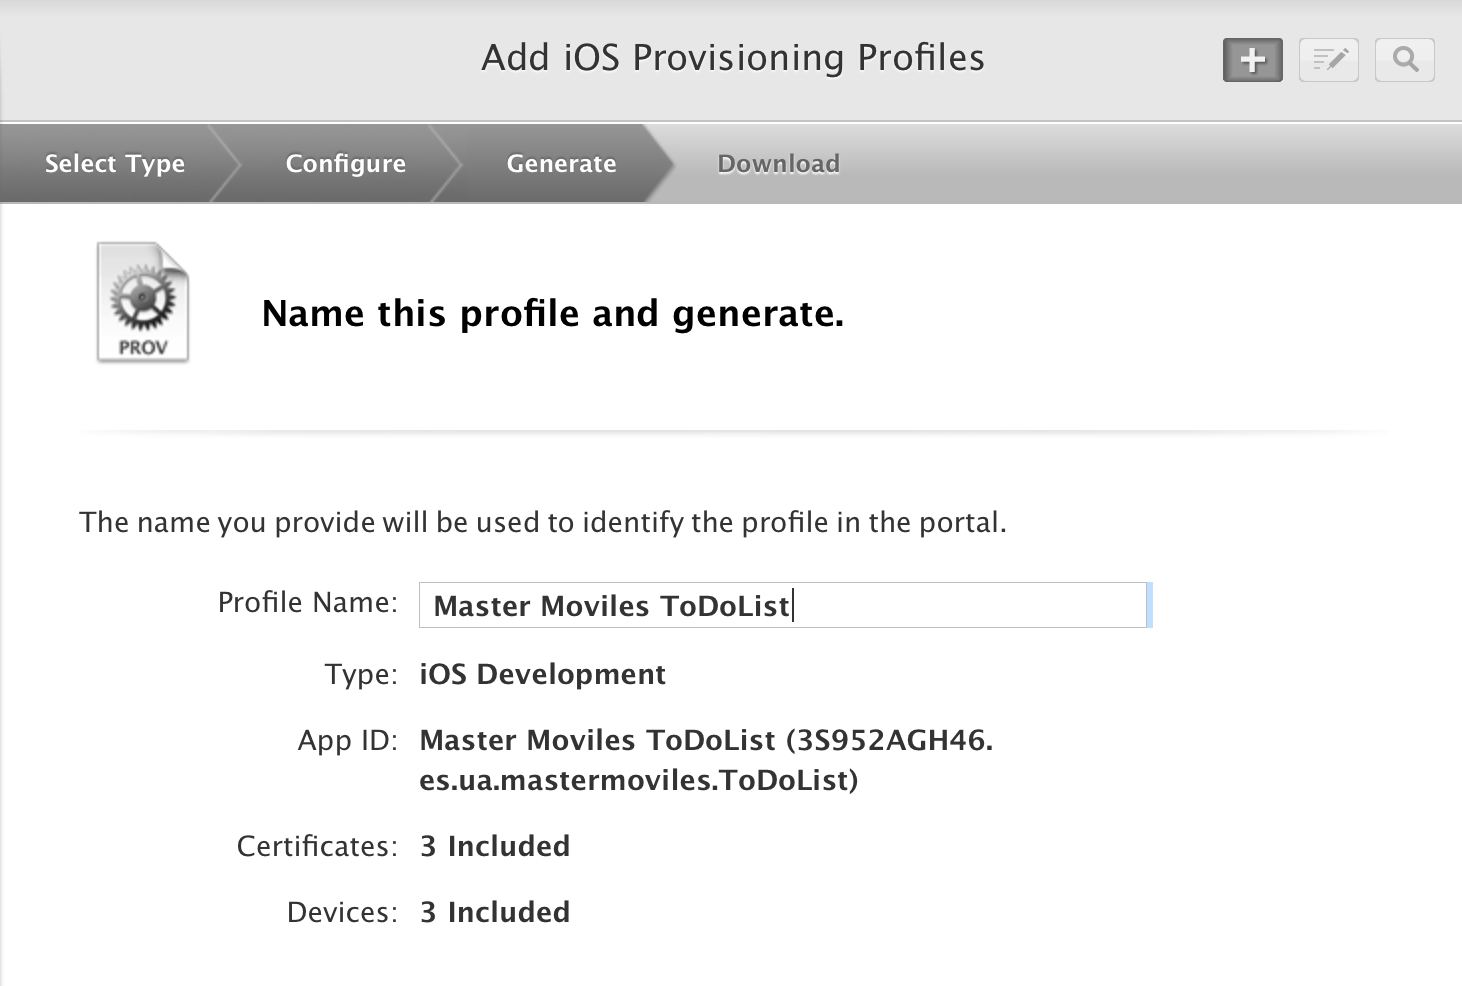 Add iOS Provisioning Profiles
Select Type
Configure
Generate
Download
PROV
Name this profile and generate.
The name you provide will be used to identify the profile in the portal.
Profile Name: Master Moviles ToDoList
Type: iOS Development
App ID: Master Moviles ToDoList (3S952AGH46.
es.ua.mastermoviles.ToDoList)
Certificates: 3 Included
Devices: 3 Included